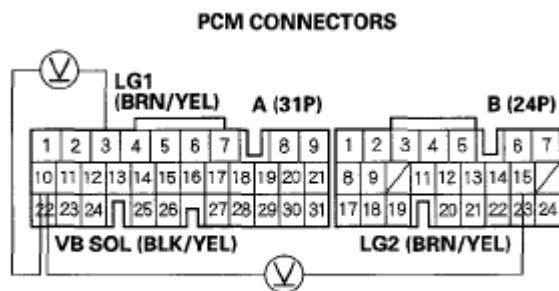 PCM CONNECTORS
V
LG1
(BRN/YEL) A (31P) B (24P)
1 2 3 4 5 6 7 8 9 1 2 3 4 5 6 7
10 11 12 13 14 15 16 17 18 19 20 21 8 9 11 12 13 14 15
22 23 24 25 26 27 28 29 30 31 17 18 19 20 21 22 23 24
VB SOL (BLK/YEL) LG2 (BRN/YEL)
V